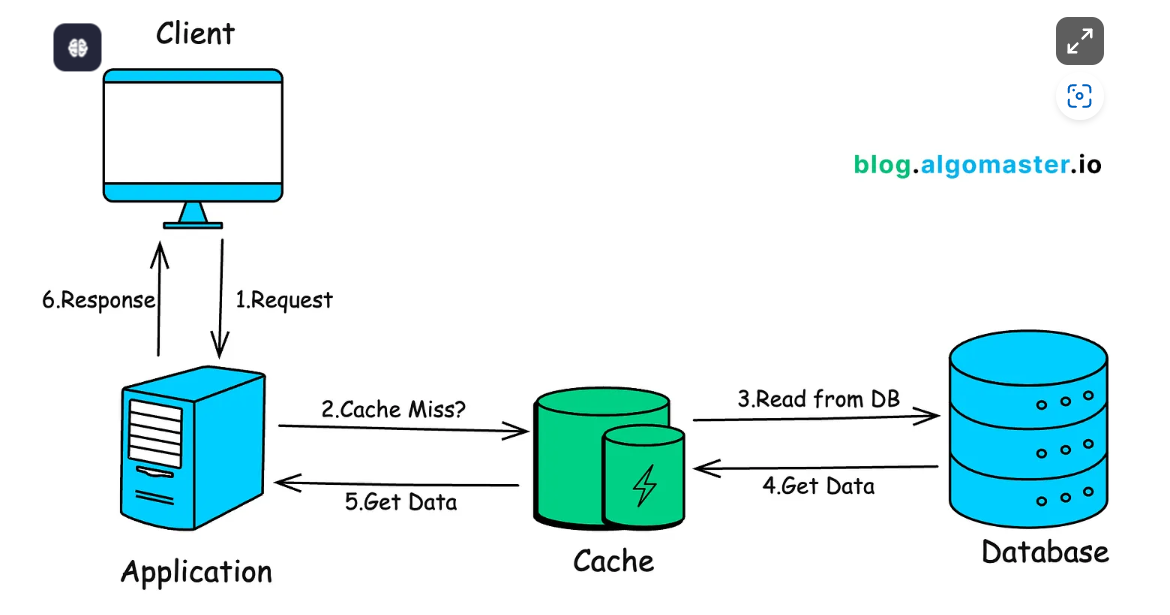 Client
blog.algomaster.io
6.Response
1.Request
2.Cache Miss?
3.Read from DB
5.Get Data
4.Get Data
Application
Cache
Database